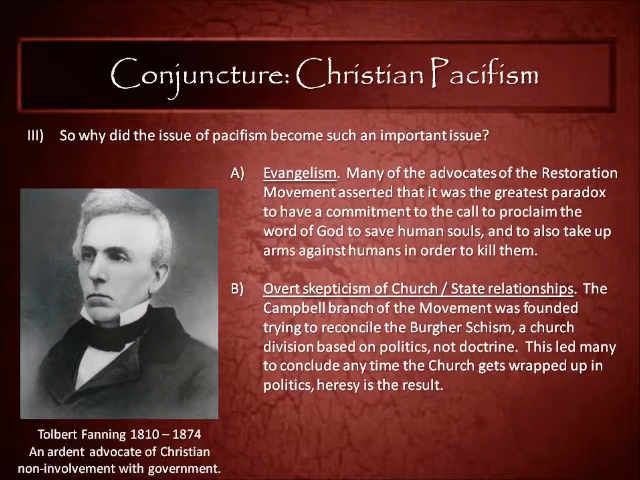 Conjuncture: Christian Pacifism
III) So why did the issue of pacifism become such an important issue?
A) Evangelism. Many of the advocates of the Restoration
Movement asserted that it was the greatest paradox
to have a commitment to the call to proclaim the
word of God to save human souls, and to also take up
arms against humans in order to kill them.
B) Overt skepticism of Church / State relationships. The
Campbell branch of the Movement was founded
trying to reconcile the Burgher Schism, a church
division based on politics, not doctrine. This led many
to conclude any time the Church gets wrapped up in
politics, heresy is the result.
Tolbert Fanning 1810 – 1874
An ardent advocate of Christian
non-involvement with government.